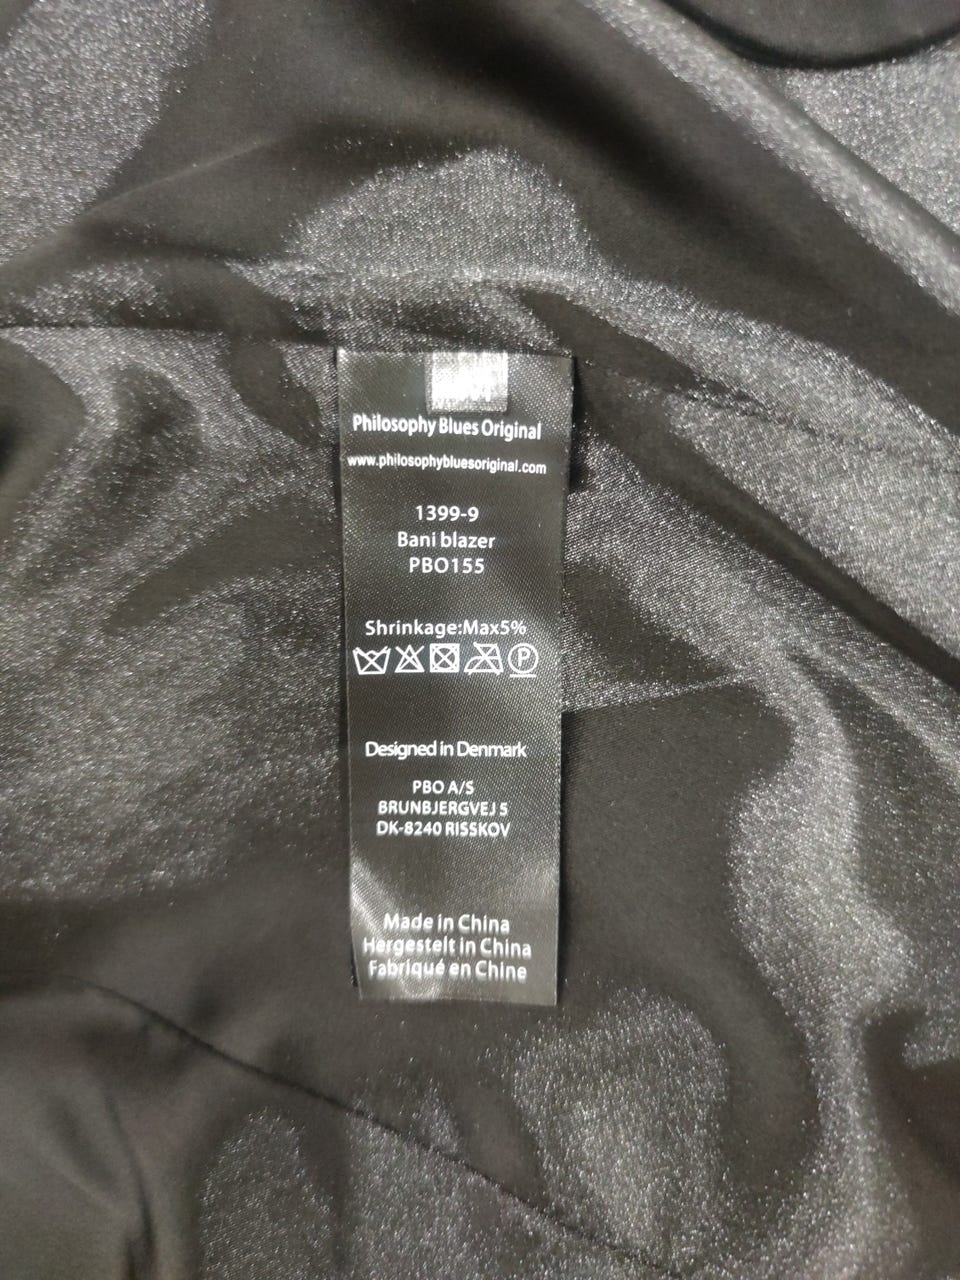 Philosophy Blues Original
www.philosophybluesoriginal.com
1399-9
Bani blazer
PBO155
Shrinkage:Max5%
P
Designed in Denmark
PBO A/S
BRUNBJERGVEJ 5
DK-8240 RISSKOV
Made in China
Hergestelt in China
Fabriqué en Chine